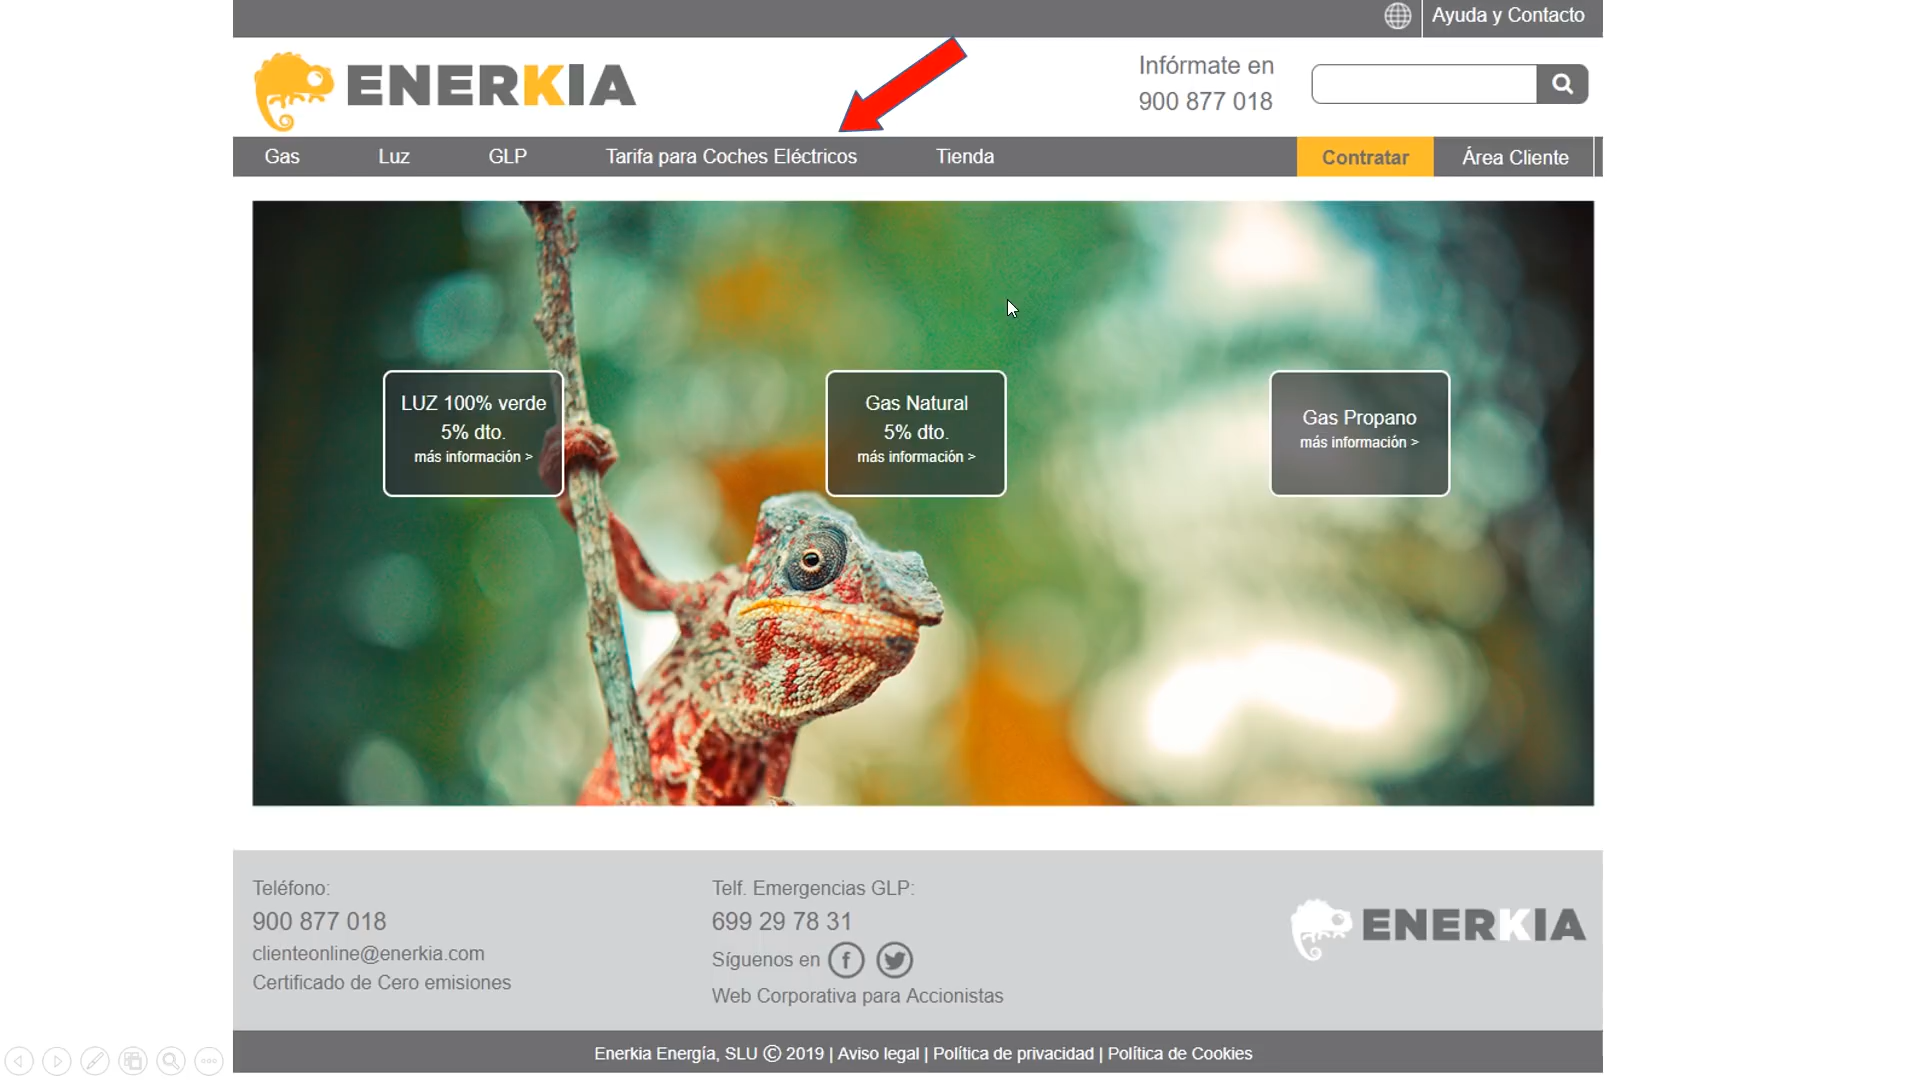 Ayuda y Contacto
ENERKIA
Infórmate en
900 877 018
Gas
Luz
GLP
Tarifa para Coches Eléctricos
Tienda
Contratar
Área Cliente
LUZ 100% verde
5% dto.
más información >
Gas Natural
5% dto.
más información >
Gas Propano
más información >
Teléfono:
900 877 018
clienteonline@enerkia.com
Certificado de Cero emisiones
Telf. Emergencias GLP:
699 29 78 31
Síguenos en f
Web Corporativa para Accionistas
ENERKIA
Enerkia Energía, SLU © 2019 | Aviso legal | Política de privacidad | Política de Cookies